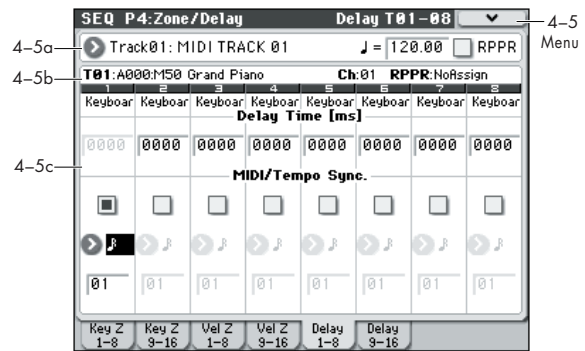 SEQ P4:Zone/Delay Delay T01-08
4–5
Menu
4–5a
Track01: MIDI TRACK 01 ♩= 120.00 RPPR
4–5b
T01:A000:M50 Grand Piano Ch:01 RPPR:NoAssign
1 2 3 4 5 6 7 8
Keyboar Keyboar Keyboar Keyboar Keyboar Keyboar Keyboar Keyboar
Delay Time [ms]
0000 0000 0000 0000 0000 0000 0000 0000
4–5c
MIDI/Tempo Sync.
01 01 01 01 01 01 01 01
Key Z 1-8
Key Z 9-16
Vel Z 1-8
Vel Z 9-16
Delay 1-8
Delay 9-16